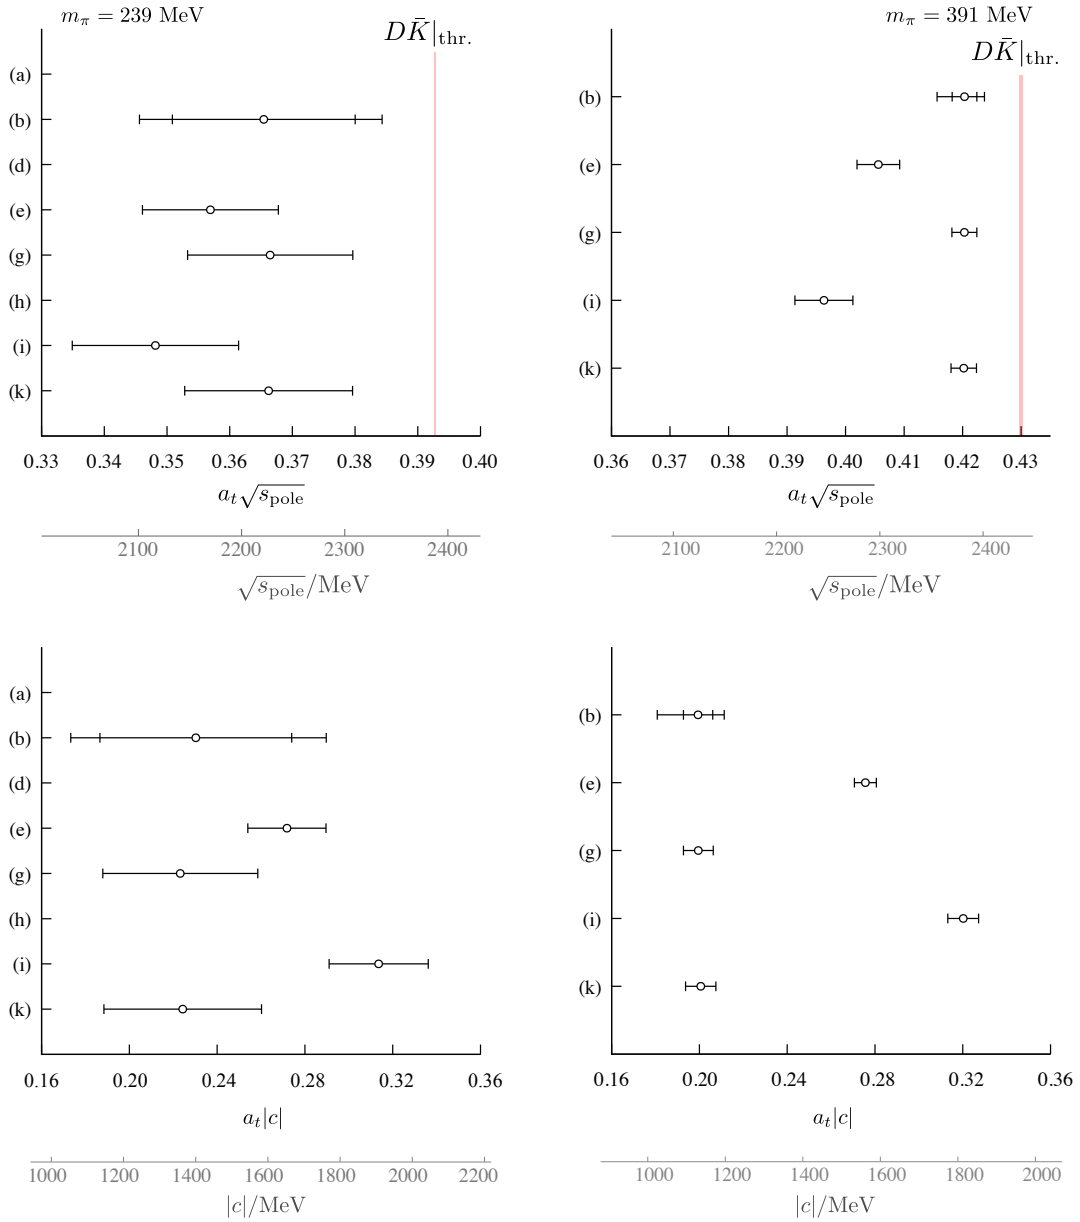 m_π = 239 MeV
D K̄|thr.
(a)
(b)
(d)
(e)
(g)
(h)
(i)
(k)
0.33 0.34 0.35 0.36 0.37 0.38 0.39 0.40
a_t√s_pole
2100 2200 2300 2400
√s_pole/MeV
m_π = 391 MeV
D K̄|thr.
(b)
(e)
(g)
(i)
(k)
0.36 0.37 0.38 0.39 0.40 0.41 0.42 0.43
a_t√s_pole
2100 2200 2300 2400
√s_pole/MeV
(a)
(b)
(d)
(e)
(g)
(h)
(i)
(k)
0.16 0.20 0.24 0.28 0.32 0.36
a_t|c|
1000 1200 1400 1600 1800 2000 2200
|c|/MeV
(b)
(e)
(g)
(i)
(k)
0.16 0.20 0.24 0.28 0.32 0.36
a_t|c|
1000 1200 1400 1600 1800 2000
|c|/MeV